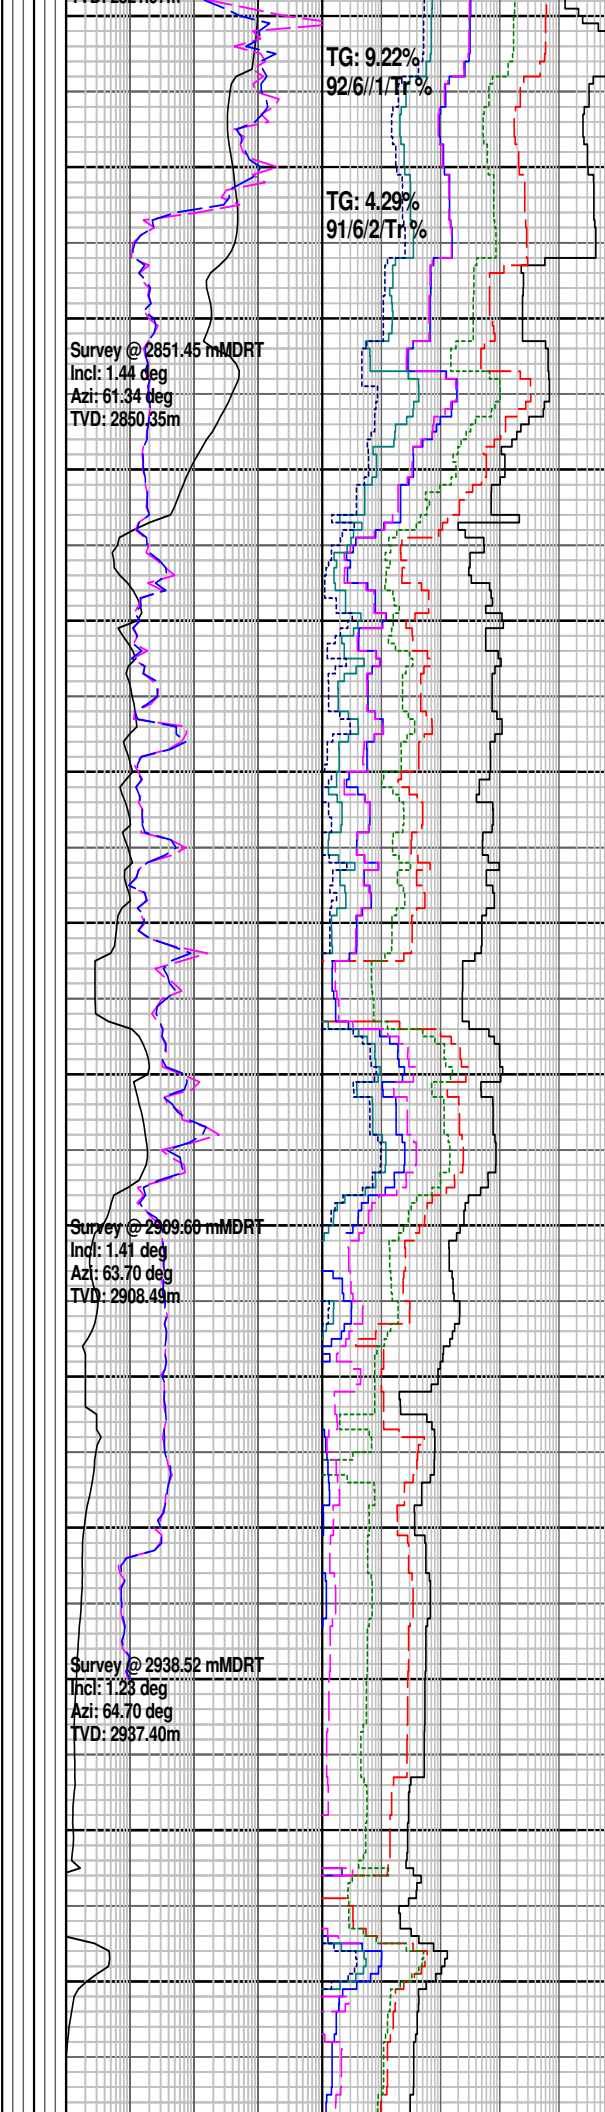 TG: 9.22%
92/6//1/Tr %
TG: 4.29%
91/6/2/Tr %
Survey @ 2851.45 mMDRT
Incl: 1.44 deg
Azi: 61.34 deg
TVD: 2850.35m
Survey @ 2909.60 mMDRT
Incl: 1.41 deg
Azi: 63.70 deg
TVD: 2908.49m
Survey @ 2938.52 mMDRT
Incl: 1.23 deg
Azi: 64.70 deg
TVD: 2937.40m